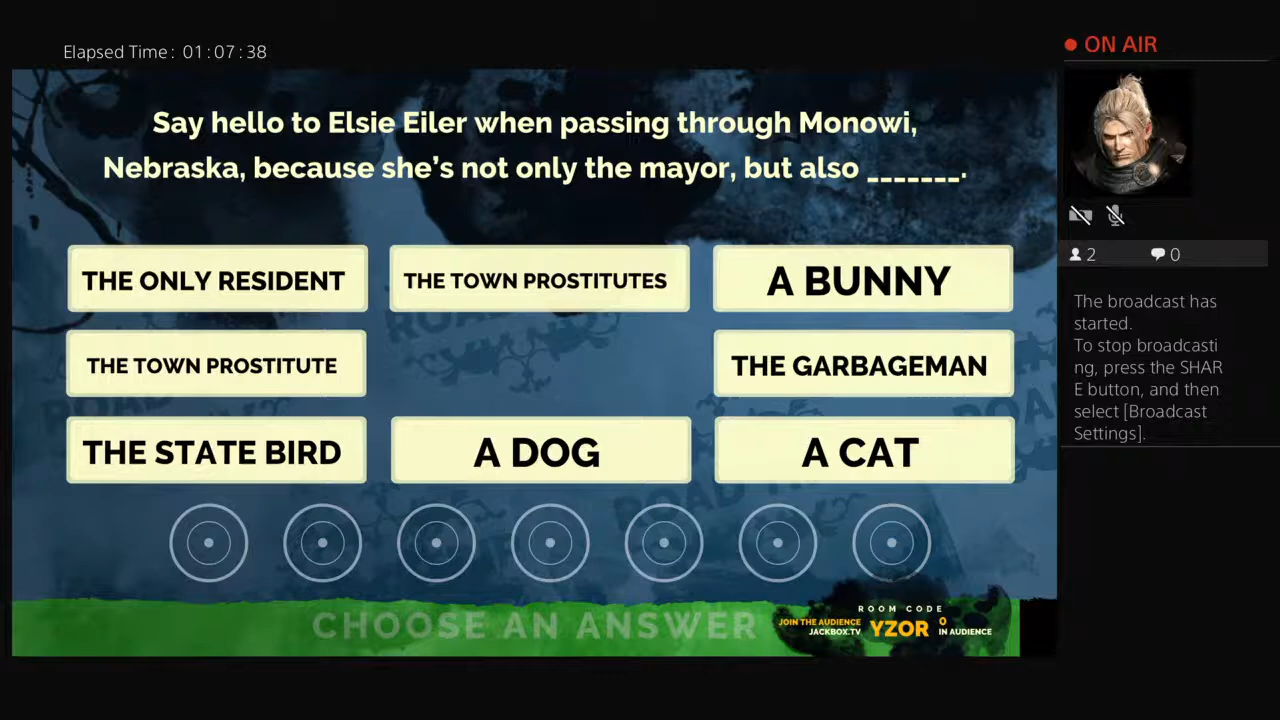 Elapsed Time: 01:07:38
ON AIR
Say hello to Elsie Eiler when passing through Monowi,
Nebraska, because she's not only the mayor, but also _______.
THE ONLY RESIDENT
THE TOWN PROSTITUTES
A BUNNY
THE TOWN PROSTITUTE
THE GARBAGEMAN
THE STATE BIRD
A DOG
A CAT
CHOOSE AN ANSWER
ROOM CODE
JOIN THE AUDIENCE
JACKBOX.TV
YZOR
0
IN AUDIENCE
2
0
The broadcast has
started.
To stop broadcasti
ng, press the SHAR
E button, and then
select [Broadcast
Settings].